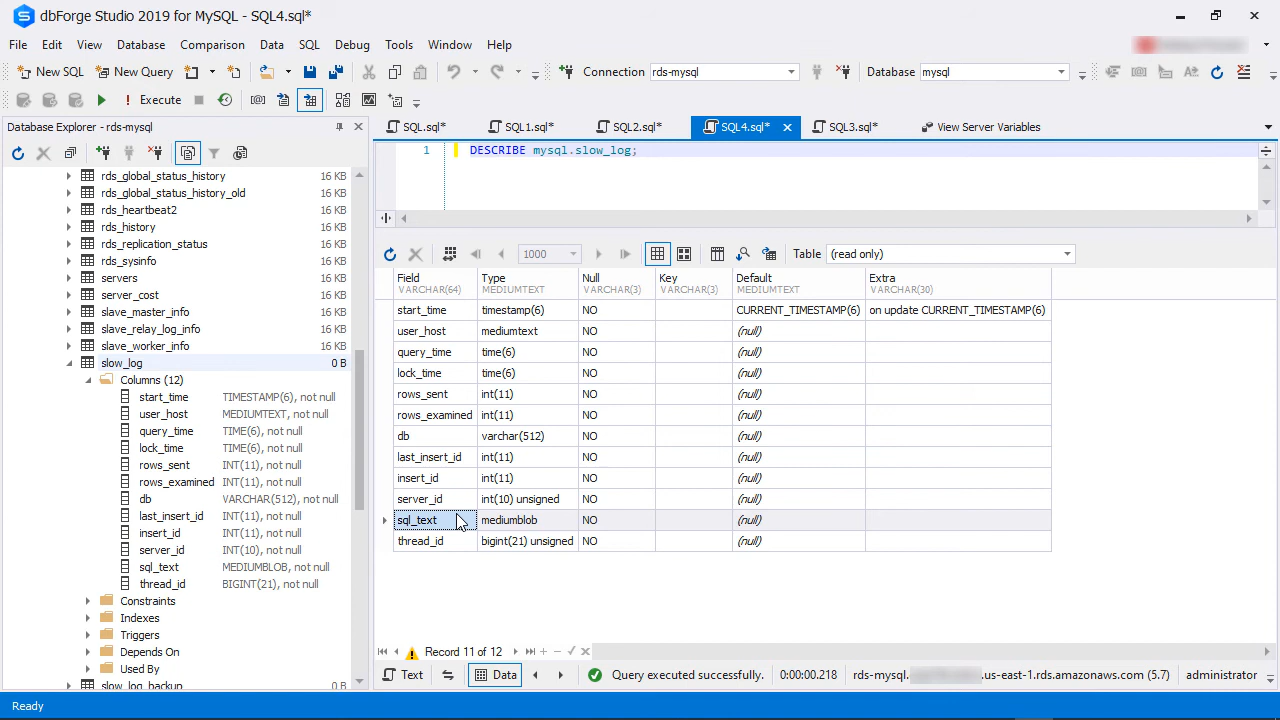 dbForge Studio 2019 for MySQL - SQL4.sql*
File Edit View Database Comparison Data SQL Debug Tools Window Help
New SQL New Query Connection rds-mysql Database mysql
Execute
Database Explorer - rds-mysql
SQL.sql* SQL1.sql* SQL2.sql* SQL4.sql* SQL3.sql* View Server Variables
rds_global_status_history 16 KB
rds_global_status_history_old 16 KB
rds_heartbeat2 16 KB
rds_history 16 KB
rds_replication_status 16 KB
rds_sysinfo 16 KB
servers 16 KB
server_cost 16 KB
slave_master_info 16 KB
slave_relay_log_info 16 KB
slave_worker_info 16 KB
slow_log 0 B
Columns (12)
start_time TIMESTAMP(6), not null
user_host MEDIUMTEXT, not null
query_time TIME(6), not null
lock_time TIME(6), not null
rows_sent INT(11), not null
rows_examined INT(11), not null
db VARCHAR(512), not null
last_insert_id INT(11), not null
insert_id INT(11), not null
server_id INT(10), not null
sql_text MEDIUMBLOB, not null
thread_id BIGINT(21), not null
Constraints
Indexes
Triggers
Depends On
Used By
slow_log_backup 16 KB
1 DESCRIBE mysql.slow_log;
1000 Table (read only)
Field Type Null Key Default Extra
VARCHAR(64) MEDIUMTEXT VARCHAR(3) VARCHAR(3) MEDIUMTEXT VARCHAR(30)
start_time timestamp(6) NO CURRENT_TIMESTAMP(6) on update CURRENT_TIMESTAMP(6)
user_host mediumtext NO (null)
query_time time(6) NO (null)
lock_time time(6) NO (null)
rows_sent int(11) NO (null)
rows_examined int(11) NO (null)
db varchar(512) NO (null)
last_insert_id int(11) NO (null)
insert_id int(11) NO (null)
server_id int(10) unsigned NO (null)
sql_text mediumblob NO (null)
thread_id bigint(21) unsigned NO (null)
Record 11 of 12
Text Data Query executed successfully. 0:00:00.218 rds-mysql. .us-east-1.rds.amazonaws.com (5.7) administrator
Ready